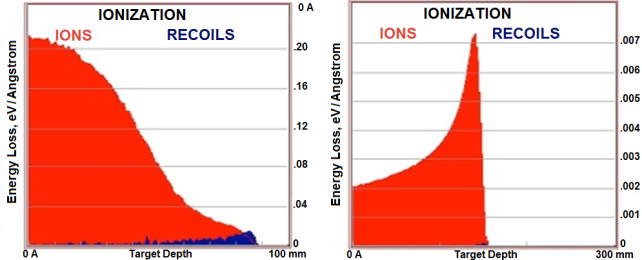 IONIZATION
0 A
IONS
RECOILS
.20
.16
.12
.08
.04
0
Energy Loss, eV / Angstrom
0 A
Target Depth
100 mm
IONIZATION
IONS
RECOILS
.007
.006
.005
.004
.003
.002
.001
0
Energy Loss, eV / Angstrom
0 A
Target Depth
300 mm